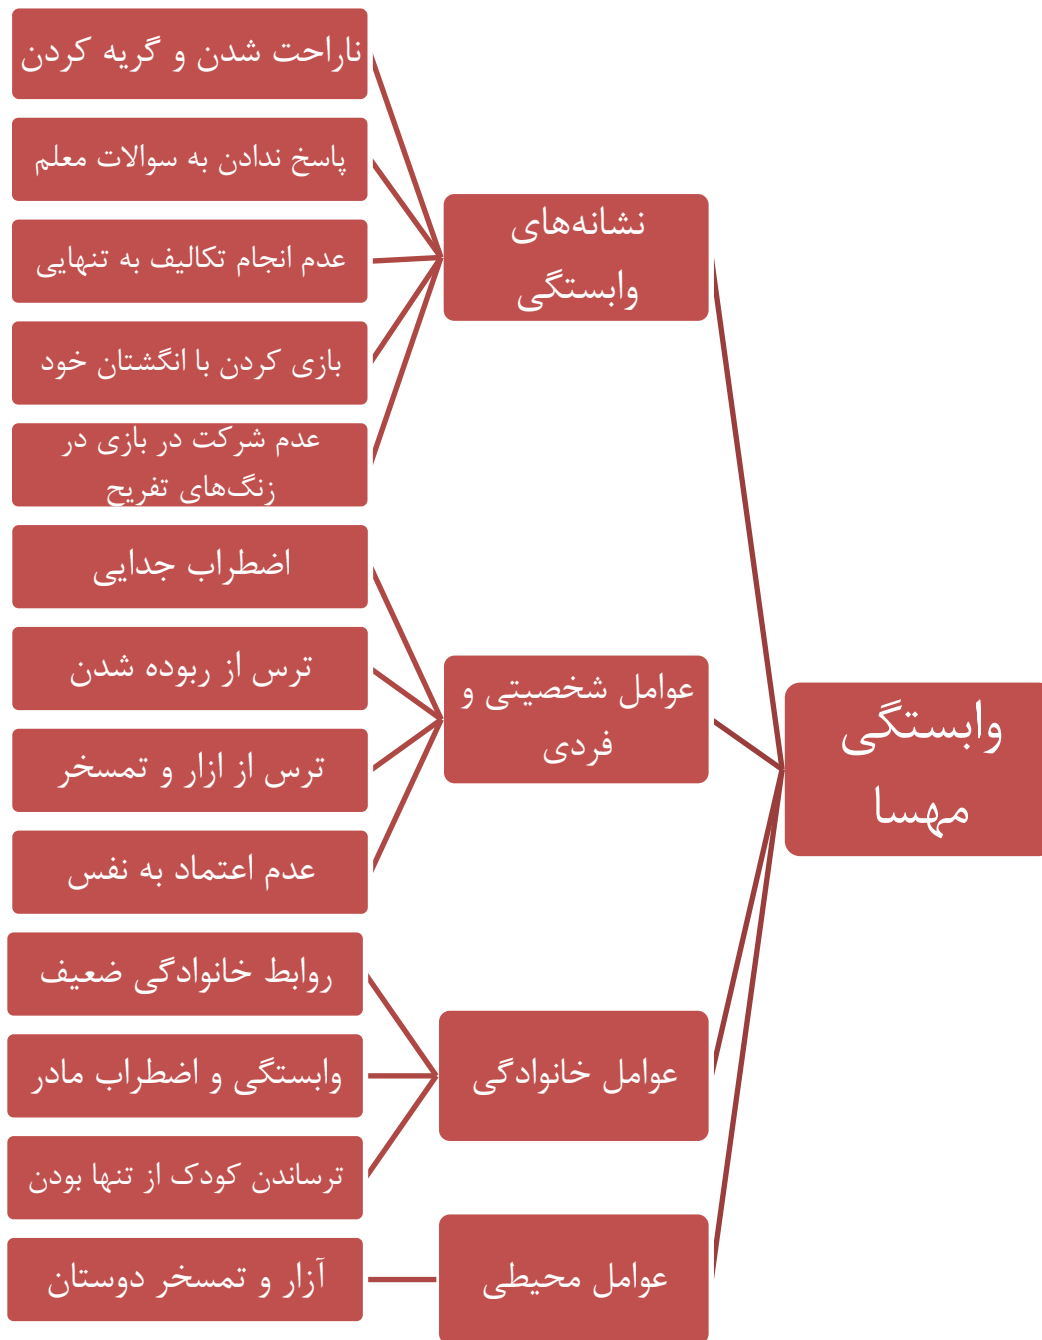 وابستگی
مهسا
نشانه‌های
وابستگی
ناراحت شدن و گریه کردن
پاسخ ندادن به سوالات معلم
عدم انجام تکالیف به تنهایی
بازی کردن با انگشتان خود
عدم شرکت در بازی در
زنگ‌های تفریح
عوامل شخصیتی و
فردی
اضطراب جدایی
ترس از ربوده شدن
ترس از ازار و تمسخر
عدم اعتماد به نفس
عوامل خانوادگی
روابط خانوادگی ضعیف
وابستگی و اضطراب مادر
ترساندن کودک از تنها بودن
عوامل محیطی
آزار و تمسخر دوستان